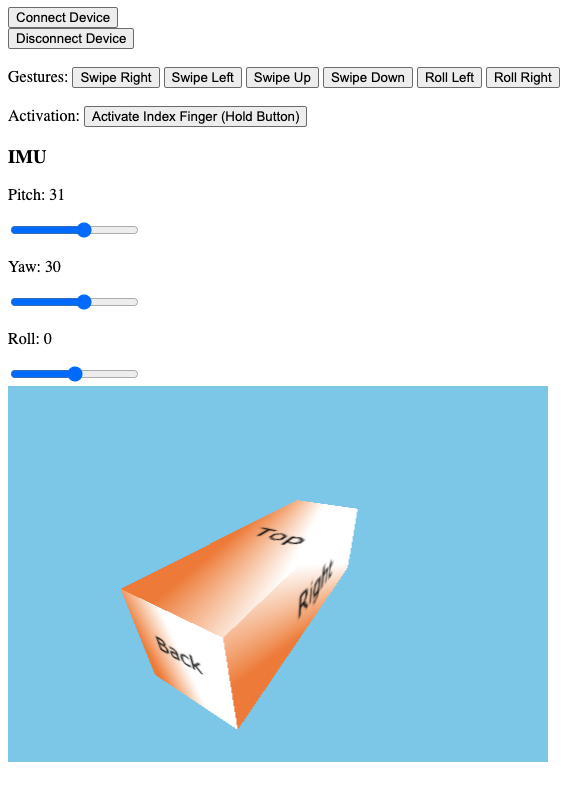 Connect Device
Disconnect Device
Gestures: Swipe Right Swipe Left Swipe Up Swipe Down Roll Left Roll Right
Activation: Activate Index Finger (Hold Button)
IMU
Pitch: 31
Yaw: 30
Roll: 0
Top
Right
Back